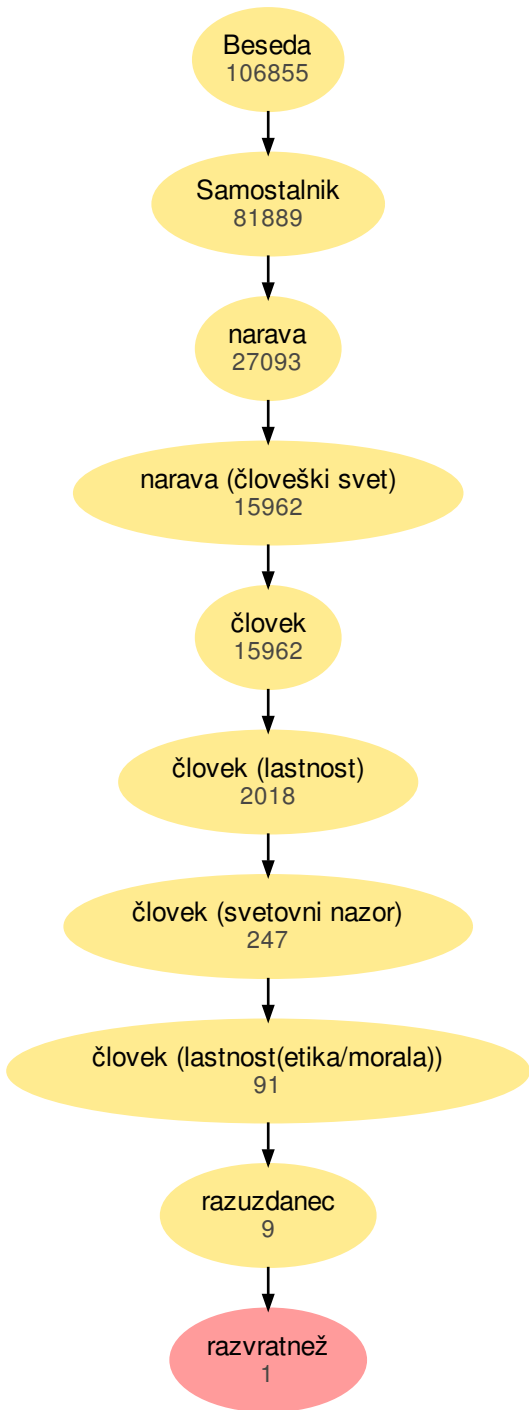 Beseda
106855
Samostalnik
81889
narava
27093
narava (človeški svet)
15962
človek
15962
človek (lastnost)
2018
človek (svetovni nazor)
247
človek (lastnost(etika/morala))
91
razuzdanec
9
razvratnež
1